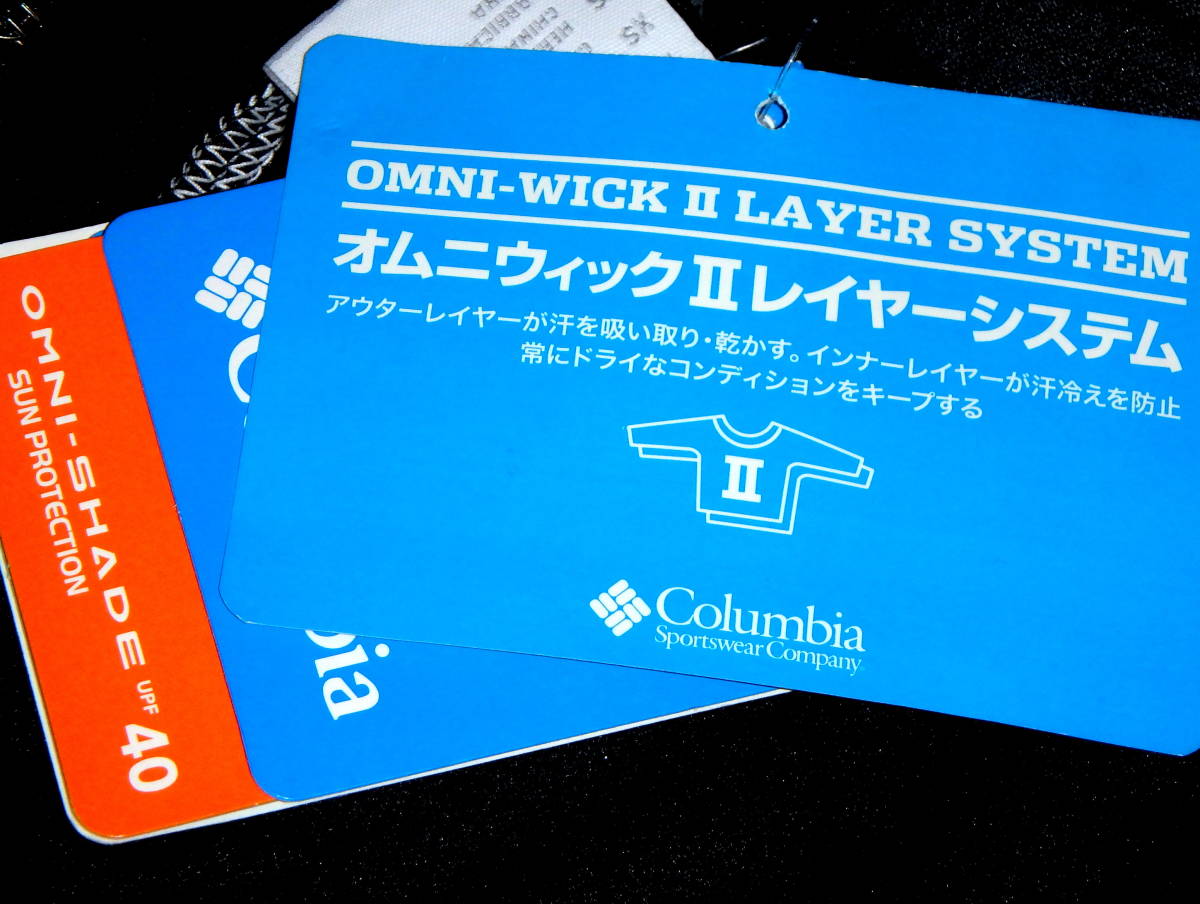 XS
CHINA
OMNI-WICK II LAYER SYSTEM
オムニウィックIIレイヤーシステム
アウターレイヤーが汗を吸い取り・乾かす。インナーレイヤーが汗冷えを防止
常にドライなコンディションをキープする
II
Columbia
Sportswear Company
OMNI-SHADE UPF 40
SUN PROTECTION
bia